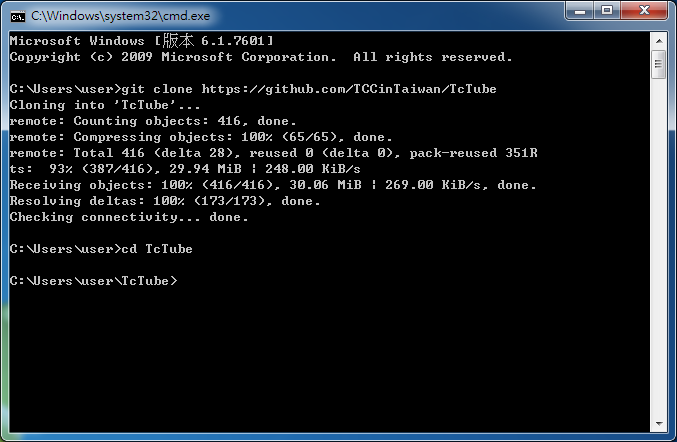 C:\Windows\system32\cmd.exe
Microsoft Windows [版本 6.1.7601]
Copyright (c) 2009 Microsoft Corporation.  All rights reserved.
C:\Users\user>git clone https://github.com/TCCinTaiwan/TcTube
Cloning into 'TcTube'...
remote: Counting objects: 416, done.
remote: Compressing objects: 100% (65/65), done.
remote: Total 416 (delta 28), reused 0 (delta 0), pack-reused 351R
ts:  93% (387/416), 29.94 MiB ¦ 248.00 KiB/s
Receiving objects: 100% (416/416), 30.06 MiB ¦ 269.00 KiB/s, done.
Resolving deltas: 100% (173/173), done.
Checking connectivity... done.
C:\Users\user>cd TcTube
C:\Users\user\TcTube>